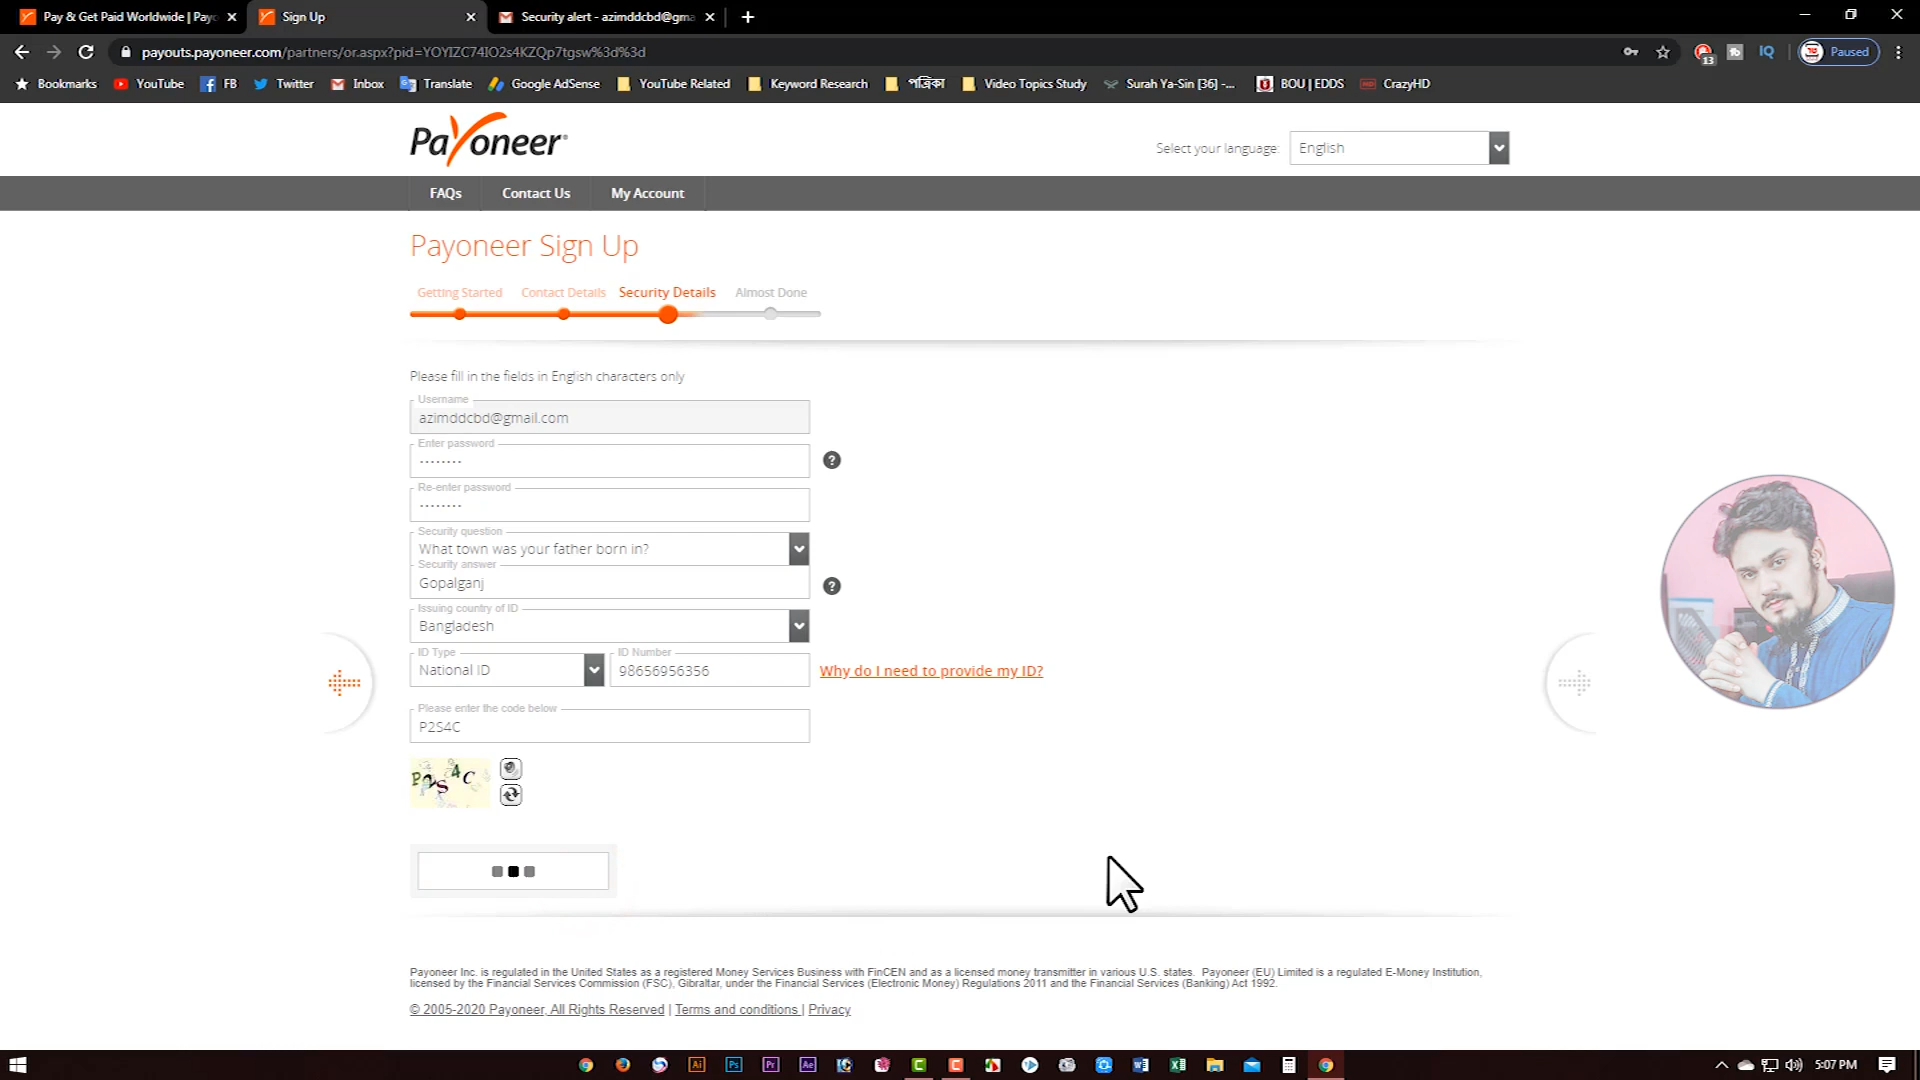 Pay & Get Paid Worldwide | Payo
Sign Up
Security alert - azimddcbd@gma
payouts.payoneer.com/partners/or.aspx?pid=YOYIZC74IO2s4KZQp7tgsw%3d%3d
13
IQ
Paused
Bookmarks YouTube FB Twitter Inbox Translate Google AdSense YouTube Related Keyword Research পত্রিকা Video Topics Study Surah Ya-Sin [36] -... BOU | EDDS CrazyHD
Payoneer
Select your language: English
FAQs Contact Us My Account
Payoneer Sign Up
Getting Started Contact Details Security Details Almost Done
Please fill in the fields in English characters only
Username
azimddcbd@gmail.com
Enter password
········
?
Re-enter password
········
Security question
What town was your father born in?
Security answer
Gopalganj
?
Issuing country of ID
Bangladesh
ID Type
National ID
ID Number
98656956356
Why do I need to provide my ID?
Please enter the code below
P2S4C
P2S4C
Payoneer Inc. is regulated in the United States as a registered Money Services Business with FinCEN and as a licensed money transmitter in various U.S. states. Payoneer (EU) Limited is a regulated E-Money Institution,
licensed by the Financial Services Commission (FSC), Gibraltar, under the Financial Services (Electronic Money) Regulations 2011 and the Financial Services (Banking) Act 1992.
© 2005-2020 Payoneer, All Rights Reserved | Terms and conditions | Privacy
Ai Ps Pr Ae
5:07 PM